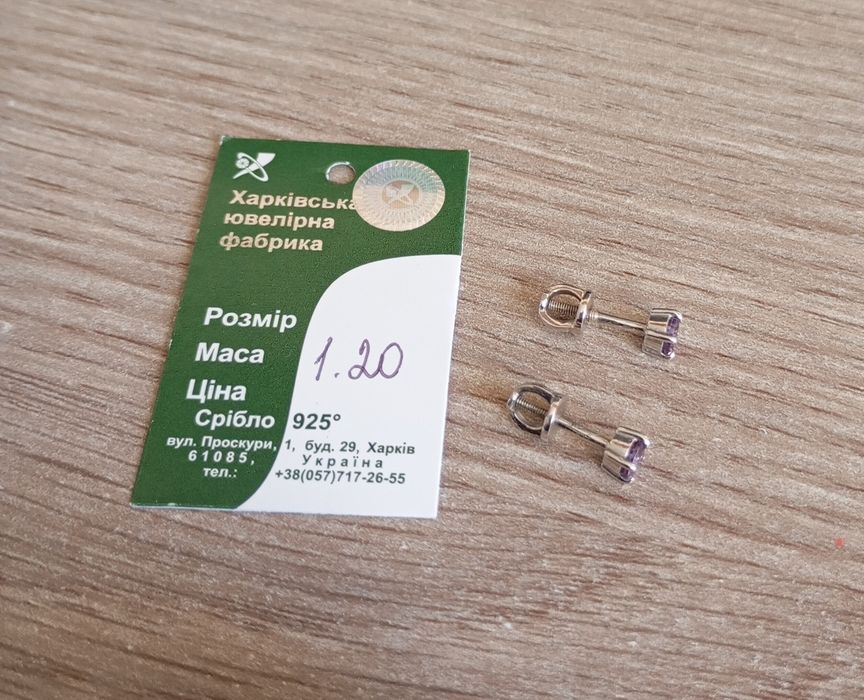 Харківська
ювелірна
фабрика
Розмір
Маса 1.20
Ціна
Срібло 925°
вул. Проскури, 1, буд. 29, Харків
61085, Україна
тел.: +38(057)717-26-55